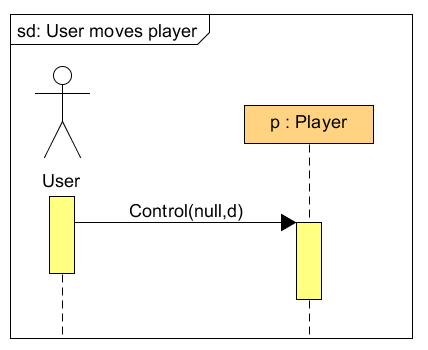 sd: User moves player
p : Player
User
Control(null,d)